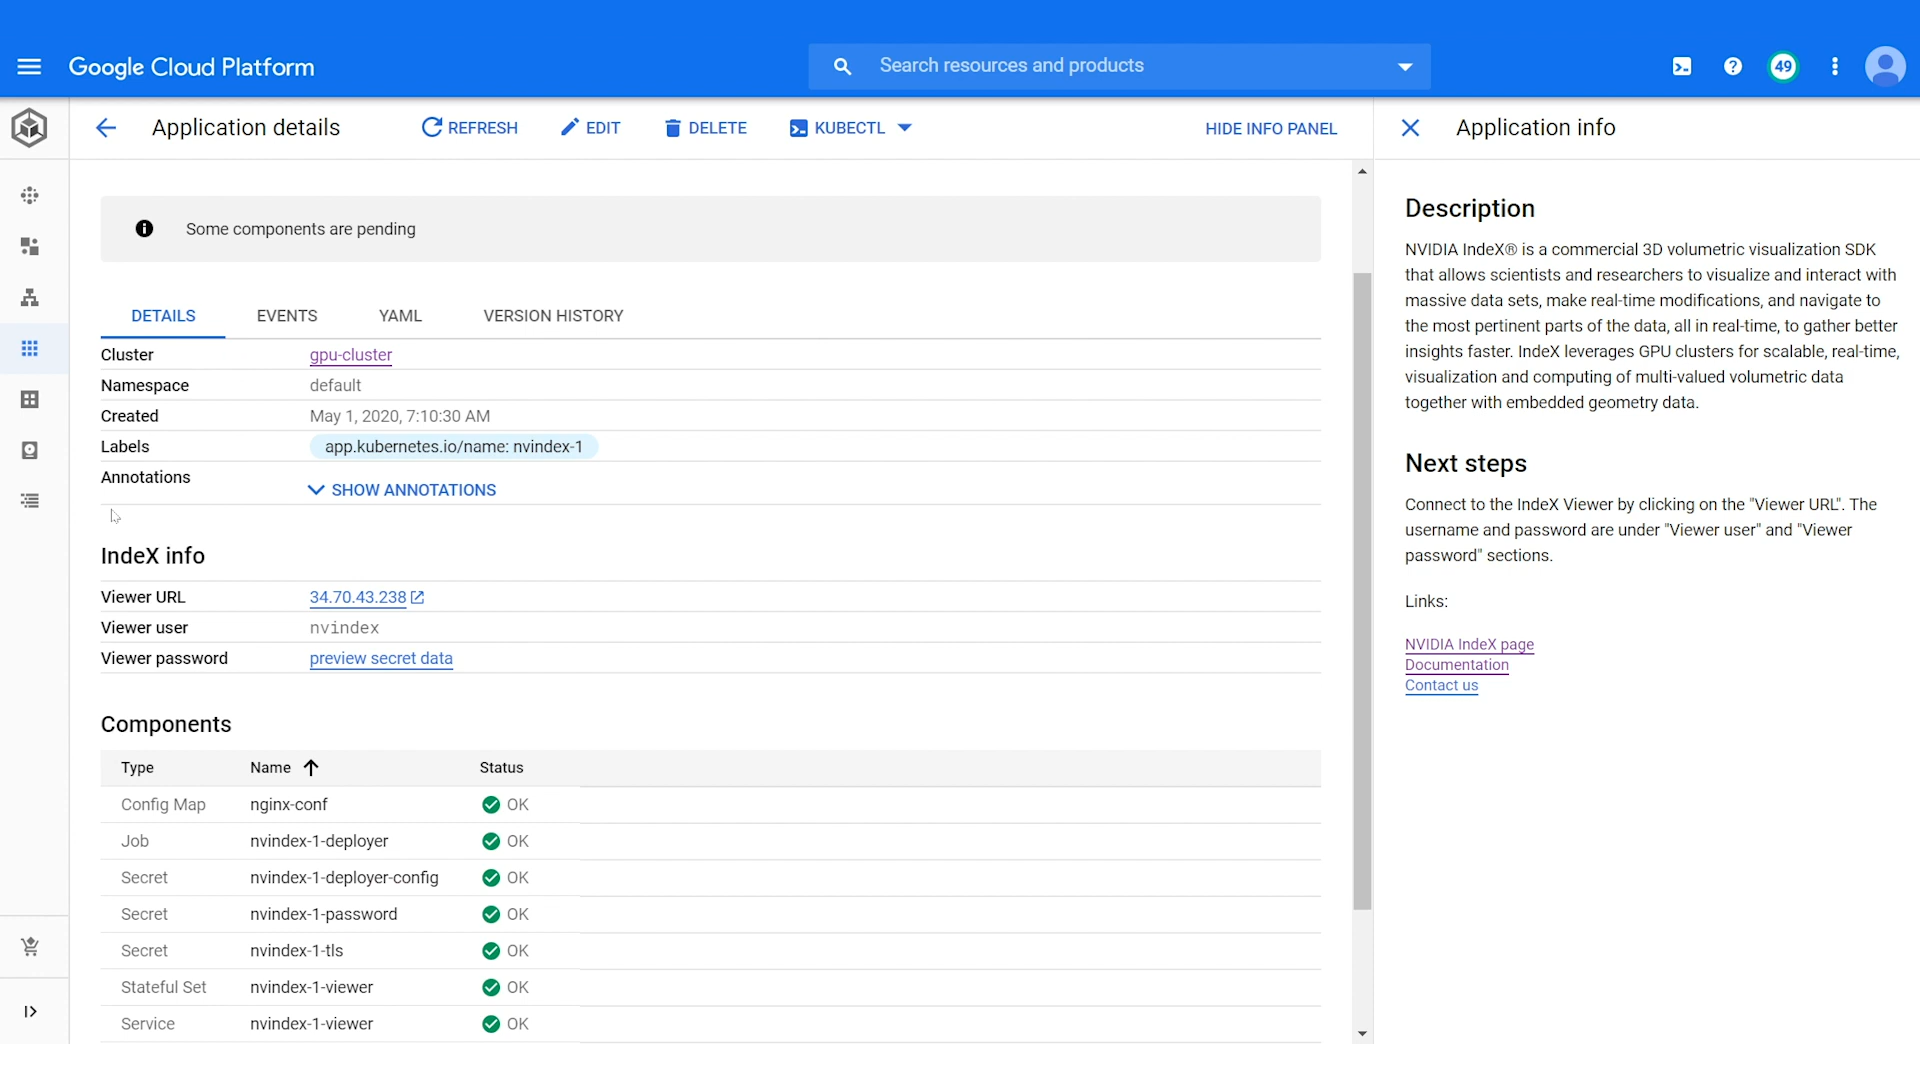 Google Cloud Platform
Search resources and products
49
Application details
REFRESH
EDIT
DELETE
KUBECTL
HIDE INFO PANEL
Some components are pending
DETAILS
EVENTS
YAML
VERSION HISTORY
Cluster
gpu-cluster
Namespace
default
Created
May 1, 2020, 7:10:30 AM
Labels
app.kubernetes.io/name: nvindex-1
Annotations
SHOW ANNOTATIONS
IndeX info
Viewer URL
34.70.43.238
Viewer user
nvindex
Viewer password
preview secret data
Components
Type
Name
Status
Config Map
nginx-conf
OK
Job
nvindex-1-deployer
OK
Secret
nvindex-1-deployer-config
OK
Secret
nvindex-1-password
OK
Secret
nvindex-1-tls
OK
Stateful Set
nvindex-1-viewer
OK
Service
nvindex-1-viewer
OK
Application info
Description
NVIDIA IndeX® is a commercial 3D volumetric visualization SDK
that allows scientists and researchers to visualize and interact with
massive data sets, make real-time modifications, and navigate to
the most pertinent parts of the data, all in real-time, to gather better
insights faster. IndeX leverages GPU clusters for scalable, real-time,
visualization and computing of multi-valued volumetric data
together with embedded geometry data.
Next steps
Connect to the IndeX Viewer by clicking on the "Viewer URL". The
username and password are under "Viewer user" and "Viewer
password" sections.
Links:
NVIDIA IndeX page
Documentation
Contact us